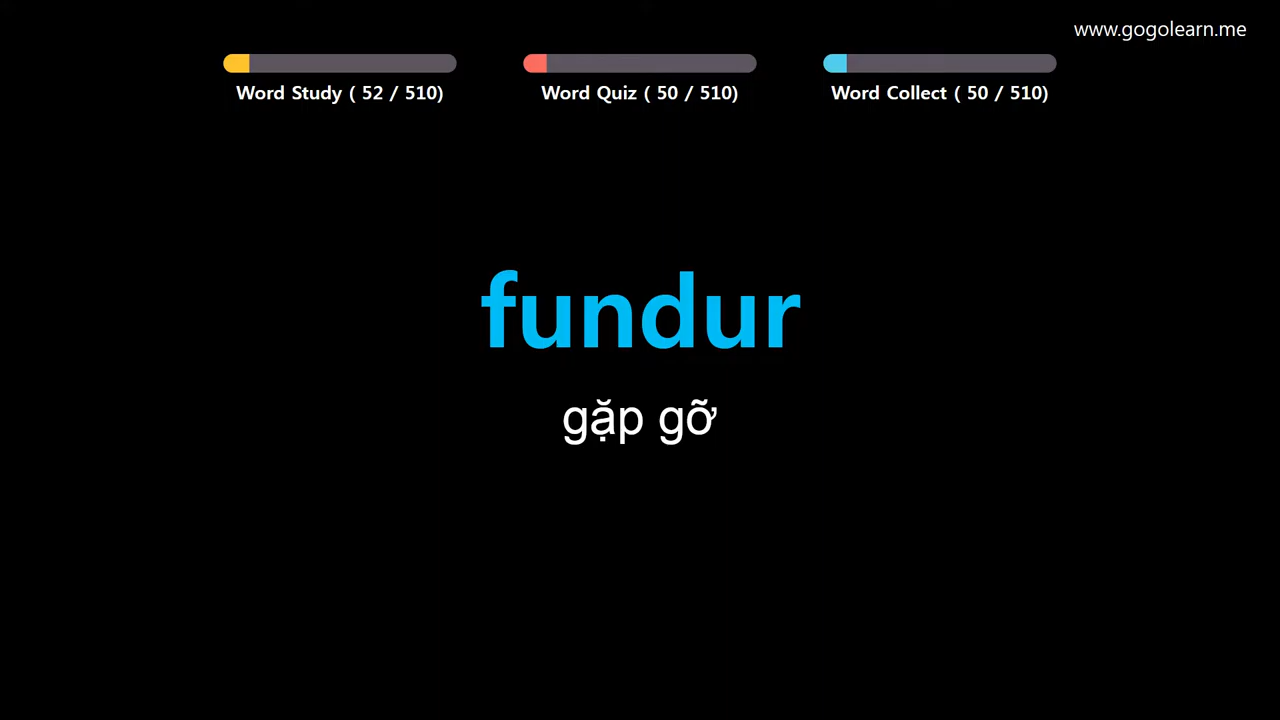 www.gogolearn.me
Word Study ( 52 / 510)
Word Quiz ( 50 / 510)
Word Collect ( 50 / 510)
fundur
gặp gỡ